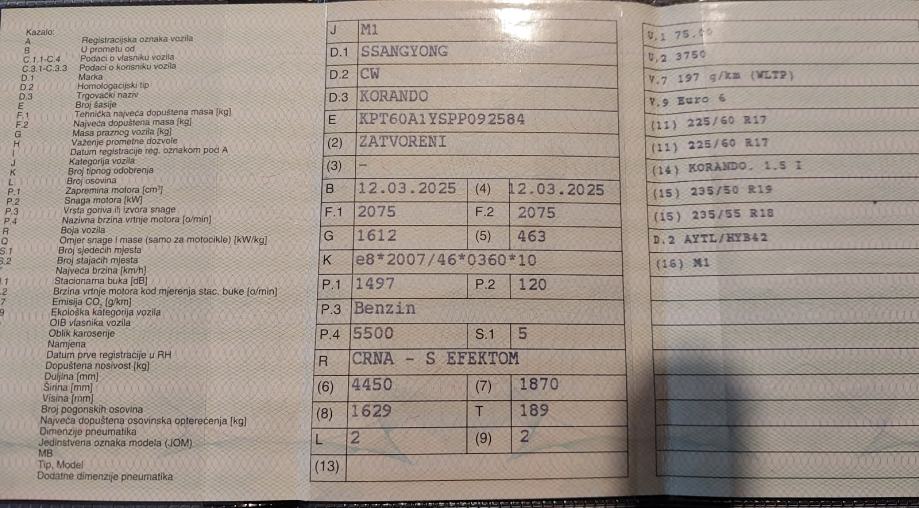 Kazalo:
A Registracijska oznaka vozila
B U prometu od
C.1.1-C.4 Podaci o vlasniku vozila
C.3.1-C.3.3 Podaci o korisniku vozila
D.1 Marka
D.2 Homologacijski tip
D.3 Trgovački naziv
E Broj šasije
F.1 Tehnička najveća dopuštena masa [kg]
F.2 Najveća dopuštena masa [kg]
G Masa praznog vozila [kg]
H Važenje prometne dozvole
I Datum registracije reg. oznakom pod A
J Kategorija vozila
K Broj tipnog odobrenja
L Broj osovina
P.1 Zapremina motora [cm³]
P.2 Snaga motora [kW]
P.3 Vrsta goriva ili izvora snage
P.4 Nazivna brzina vrtnje motora [o/min]
R Boja vozila
Q Omjer snage i mase (samo za motocikle) [kW/kg]
S.1 Broj sjedećih mjesta
S.2 Broj stajaćih mjesta
Najveća brzina [km/h]
.1 Stacionarna buka [dB]
.2 Brzina vrtnje motora kod mjerenja stac. buke [o/min]
7 Emisija CO₂ [g/km]
9 Ekološka kategorija vozila
OIB vlasnika vozila
Oblik karoserije
Namjena
Datum prve registracije u RH
Dopuštena nosivost [kg]
Duljina [mm]
Širina [mm]
Visina [mm]
Broj pogonskih osovina
Najveća dopuštena osovinska opterećenja [kg]
Dimenzije pneumatika
Jedinstvena oznaka modela (JOM)
MB
Tip, Model
Dodatne dimenzije pneumatika
J M1
D.1 SSANGYONG
D.2 CW
D.3 KORANDO
E KPT60A1YSPP092584
(2) ZATVORENI
(3) –
B 12.03.2025 (4) 12.03.2025
F.1 2075 F.2 2075
G 1612 (5) 463
K e8*2007/46*0360*10
P.1 1497 P.2 120
P.3 Benzin
P.4 5500 S.1 5
R CRNA - S EFEKTOM
(6) 4450 (7) 1870
(8) 1629 T 189
L 2 (9) 2
(13)
U.1 75.00
U.2 3750
V.7 197 g/km (WLTP)
V.9 Euro 6
(11) 225/60 R17
(11) 225/60 R17
(14) KORANDO, 1.5 I
(15) 235/50 R19
(15) 235/55 R18
D.2 AYTL/HYB42
(16) M1